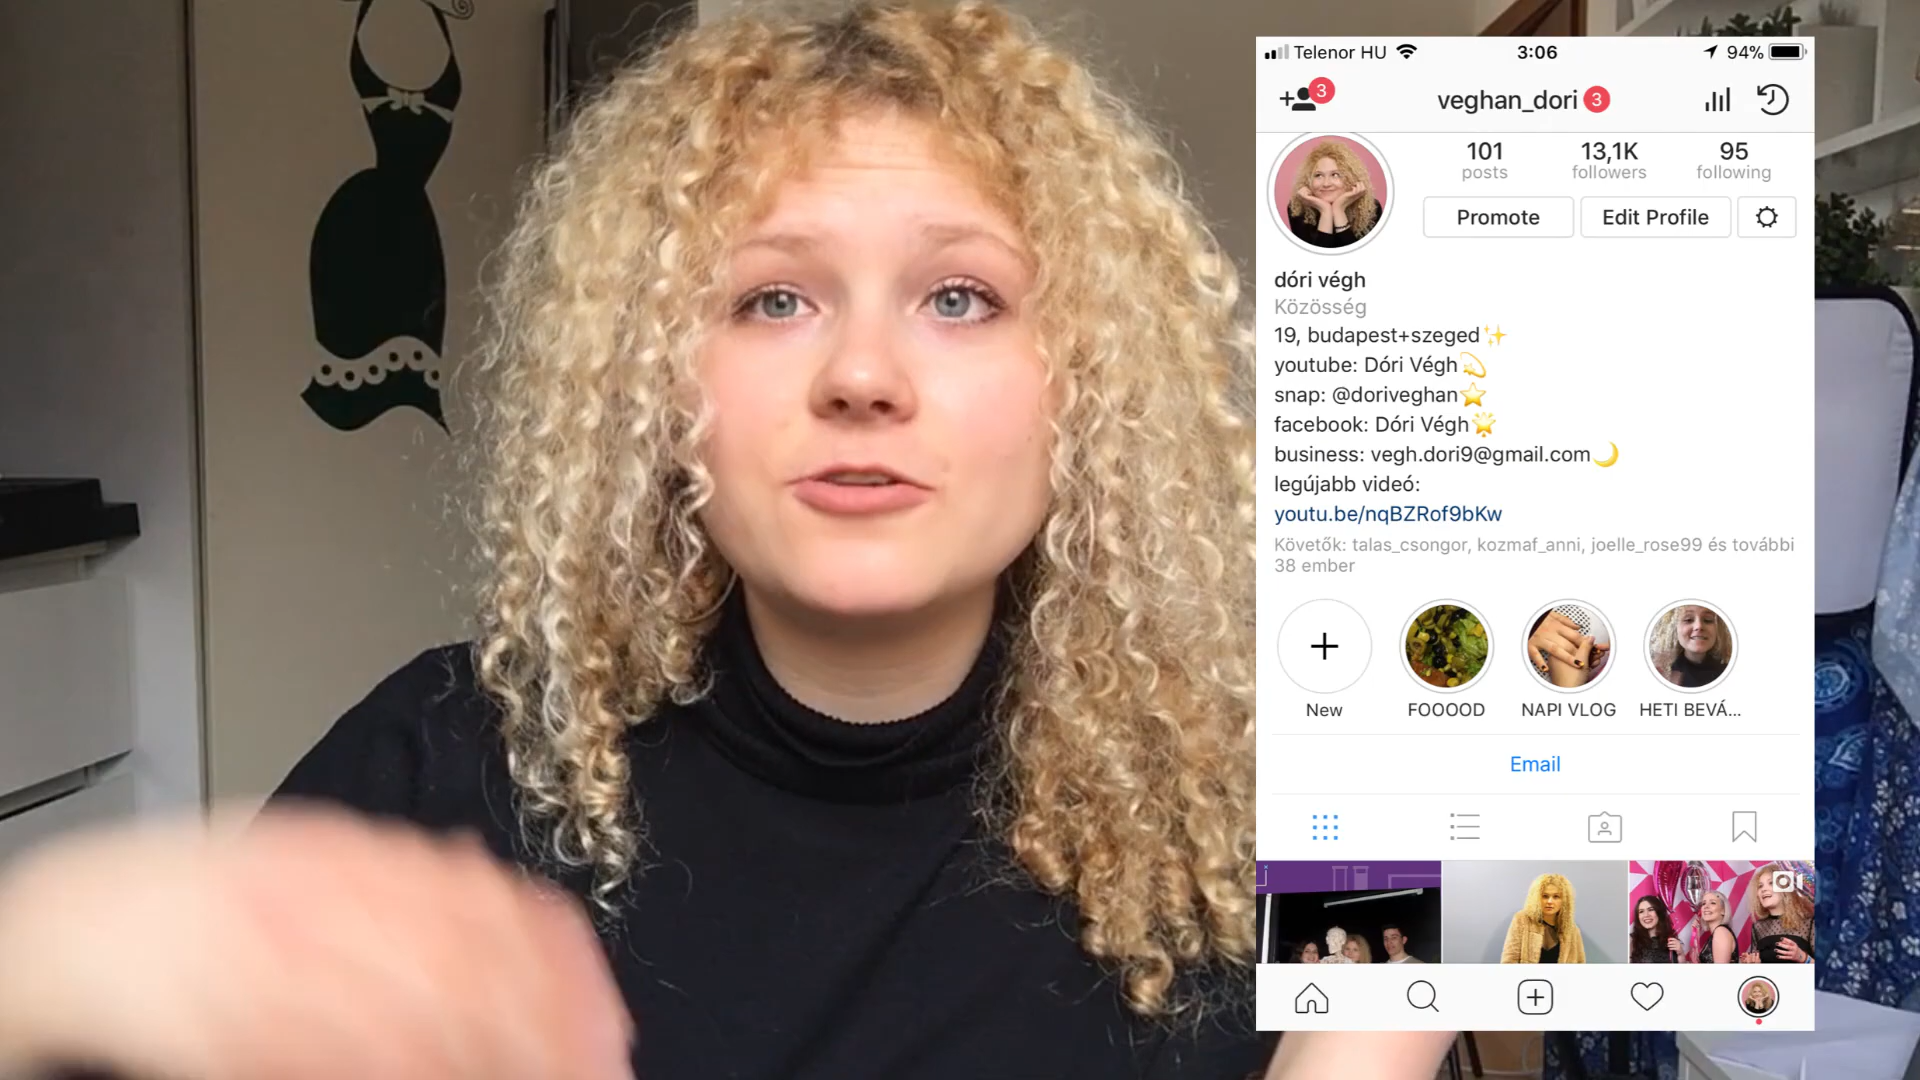 Telenor HU 3:06 94%
3 veghan_dori 3
101 13,1K 95
posts followers following
Promote Edit Profile
dóri végh
Közösség
19, budapest+szeged✨
youtube: Dóri Végh💫
snap: @doriveghan⭐
facebook: Dóri Végh🌟
business: vegh.dori9@gmail.com🌙
legújabb videó:
youtu.be/nqBZRof9bKw
Követők: talas_csongor, kozmaf_anni, joelle_rose99 és további
38 ember
New FOOOOD NAPI VLOG HETI BEVÁ...
Email